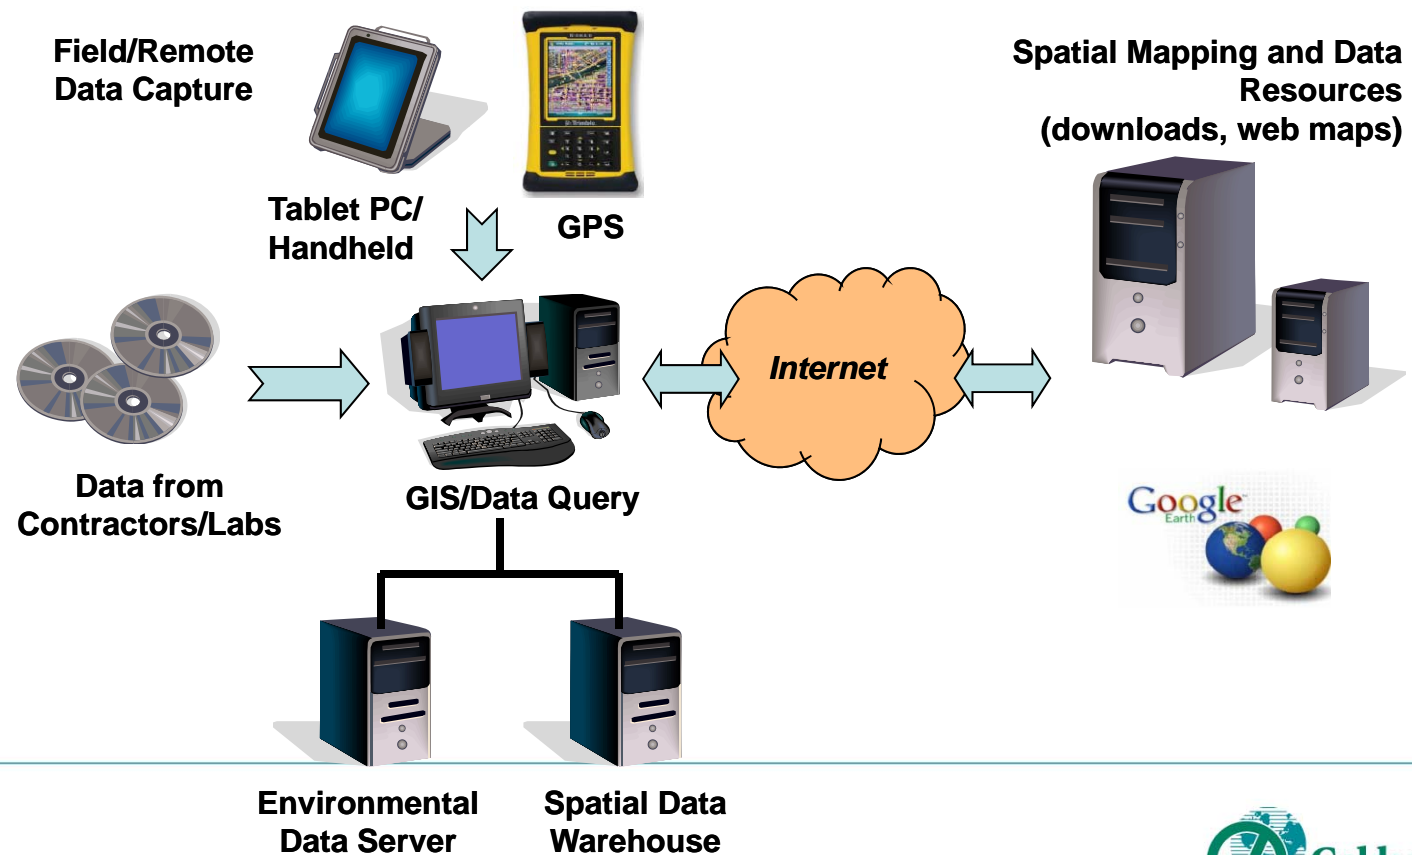 Field/Remote
Data Capture
Spatial Mapping and Data
Resources
(downloads, web maps)
Tablet PC/
Handheld
GPS
Internet
Data from
Contractors/Labs
GIS/Data Query
Google
Earth
Environmental
Data Server
Spatial Data
Warehouse